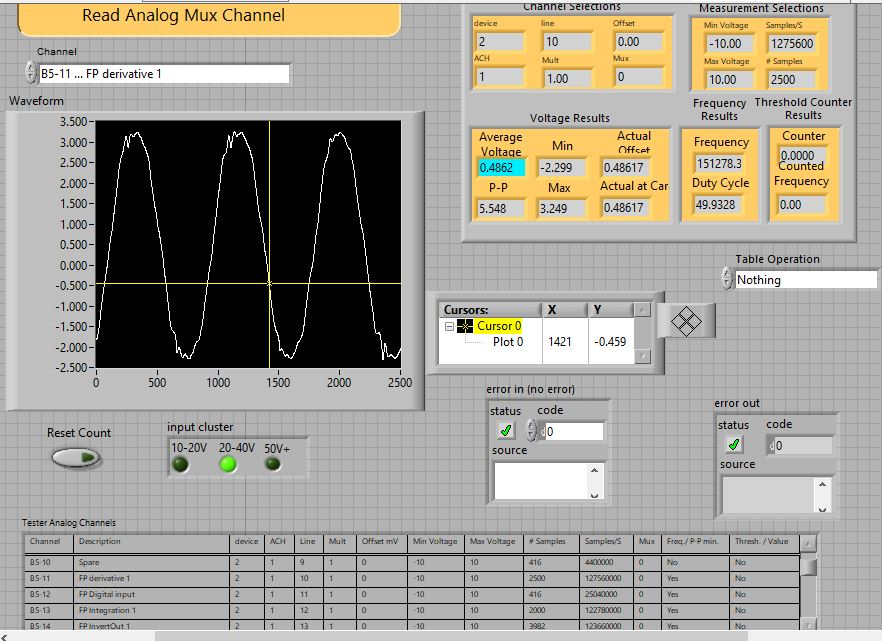 Read Analog Mux Channel
Channel
B5-11 ... FP derivative 1
Waveform
3.500
3.000
2.500
2.000
1.500
1.000
0.500
0.000
-0.500
-1.000
-1.500
-2.000
-2.500
0 500 1000 1500 2000 2500
Channel Selections
device line Offset
2 10 0.00
ACH Mult Mux
1 1.00 0
Measurement Selections
Min Voltage Samples/S
-10.00 1275600
Max Voltage # Samples
10.00 2500
Voltage Results
Average Voltage
0.4862
Min
-2.299
Actual Offset
0.48617
P-P
5.548
Max
3.249
Actual at Car
0.48617
Frequency Results
Frequency
151278.3
Duty Cycle
49.9328
Threshold Counter Results
Counter
0.0000
Counted Frequency
0.00
Table Operation
Nothing
Cursors: X Y
Cursor 0
Plot 0 1421 -0.459
error in (no error)
status code
d0
source
error out
status code
d0
source
Reset Count
input cluster
10-20V 20-40V 50V+
Tester Analog Channels
Channel Description device ACH Line Mult Offset mV Min Voltage Max Voltage # Samples Samples/S Mux Freq./ P-P min. Thresh. / Value
B5-10 Spare 2 1 9 1 0 -10 10 416 4400000 0 No No
B5-11 FP derivative 1 2 1 10 1 0 -10 10 2500 127560000 0 Yes No
B5-12 FP Digital input 2 1 11 1 0 -10 10 416 25040000 0 Yes No
B5-13 FP Integration 1 2 1 12 1 0 -10 10 2000 122780000 0 Yes No
B5-14 FP InvertOut 1 2 1 13 1 0 -10 10 3982 123660000 0 Yes No